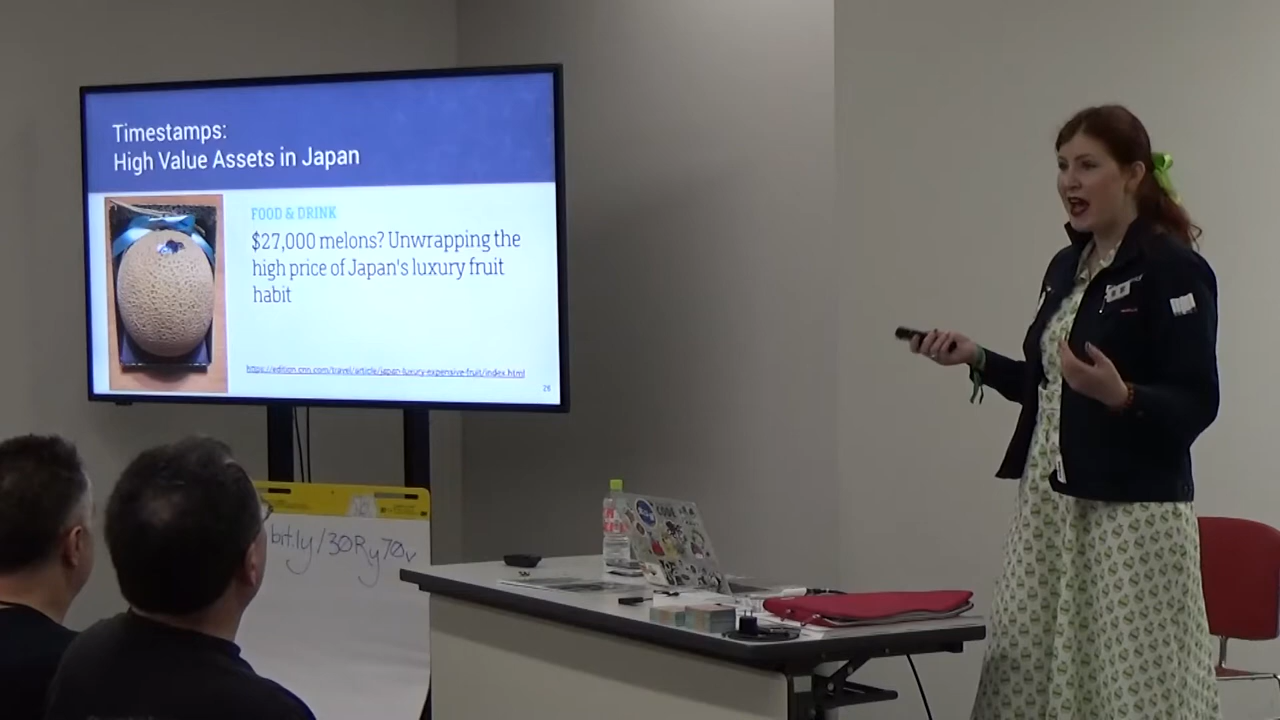 Timestamps:
High Value Assets in Japan
FOOD & DRINK
$27,000 melons? Unwrapping the
high price of Japan's luxury fruit
habit
https://edition.cnn.com/travel/article/japan-luxury-expensive-fruit/index.html
bit.ly/30Ry70v
CODE